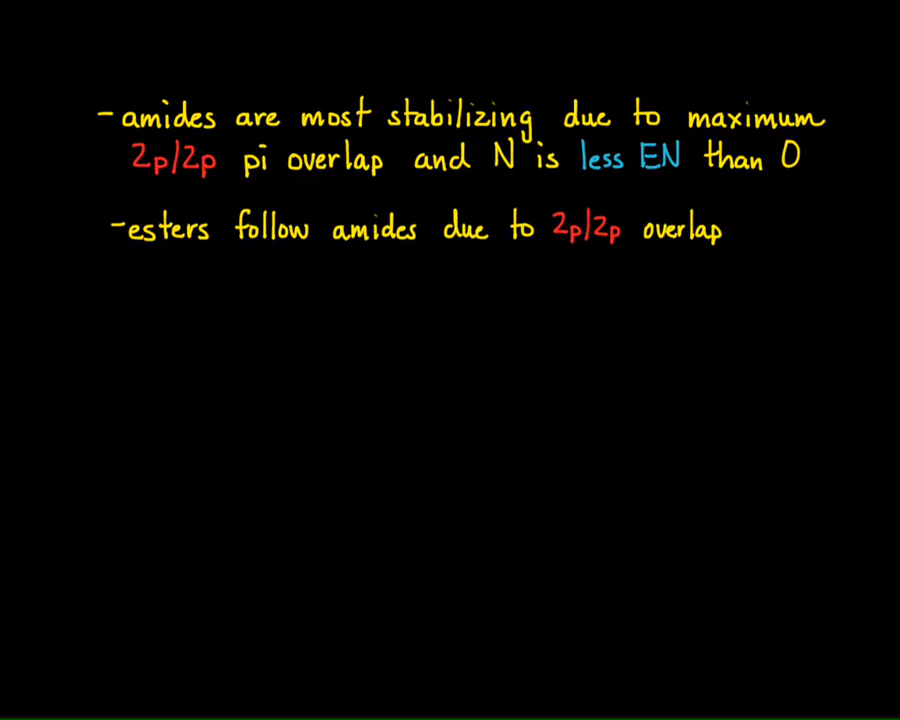 - amides are most stabilizing due to maximum
2p/2p pi overlap and N is less EN than O
- esters follow amides due to 2p/2p overlap